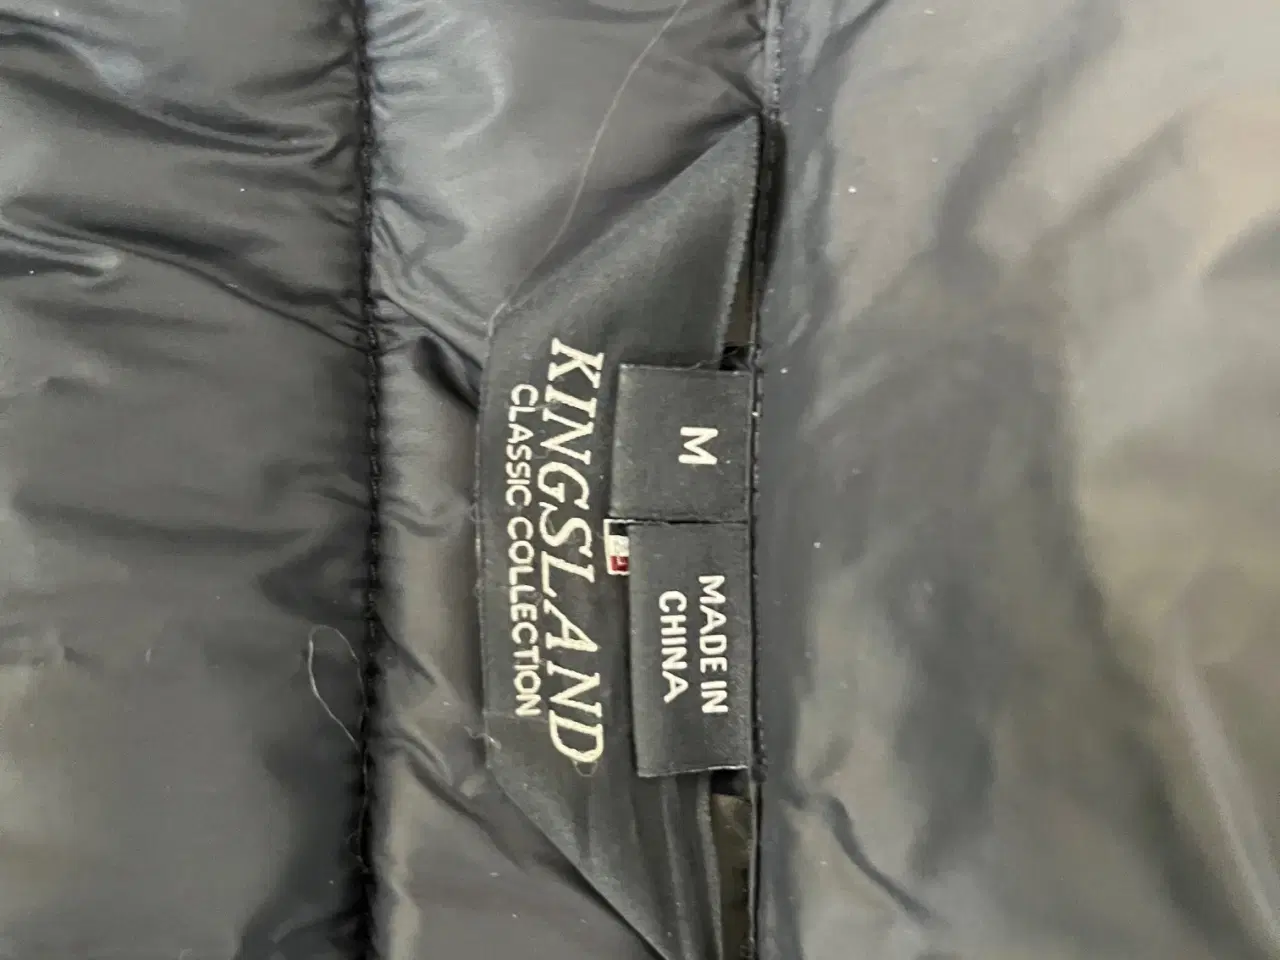 M
MADE IN
CHINA
KINGSLAND
CLASSIC COLLECTION